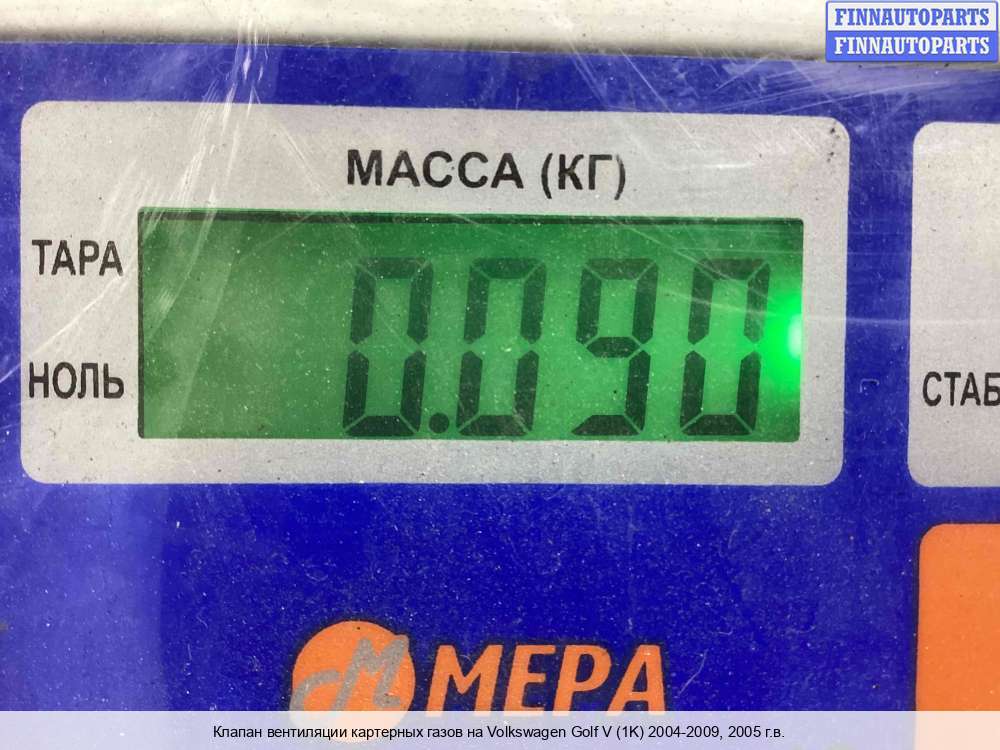 FINNAUTOPARTS
FINNAUTOPARTS
МАССА (КГ)
ТАРА
0.090
НОЛЬ
СТАБ
М МЕРА
Клапан вентиляции картерных газов на Volkswagen Golf V (1K) 2004-2009, 2005 г.в.